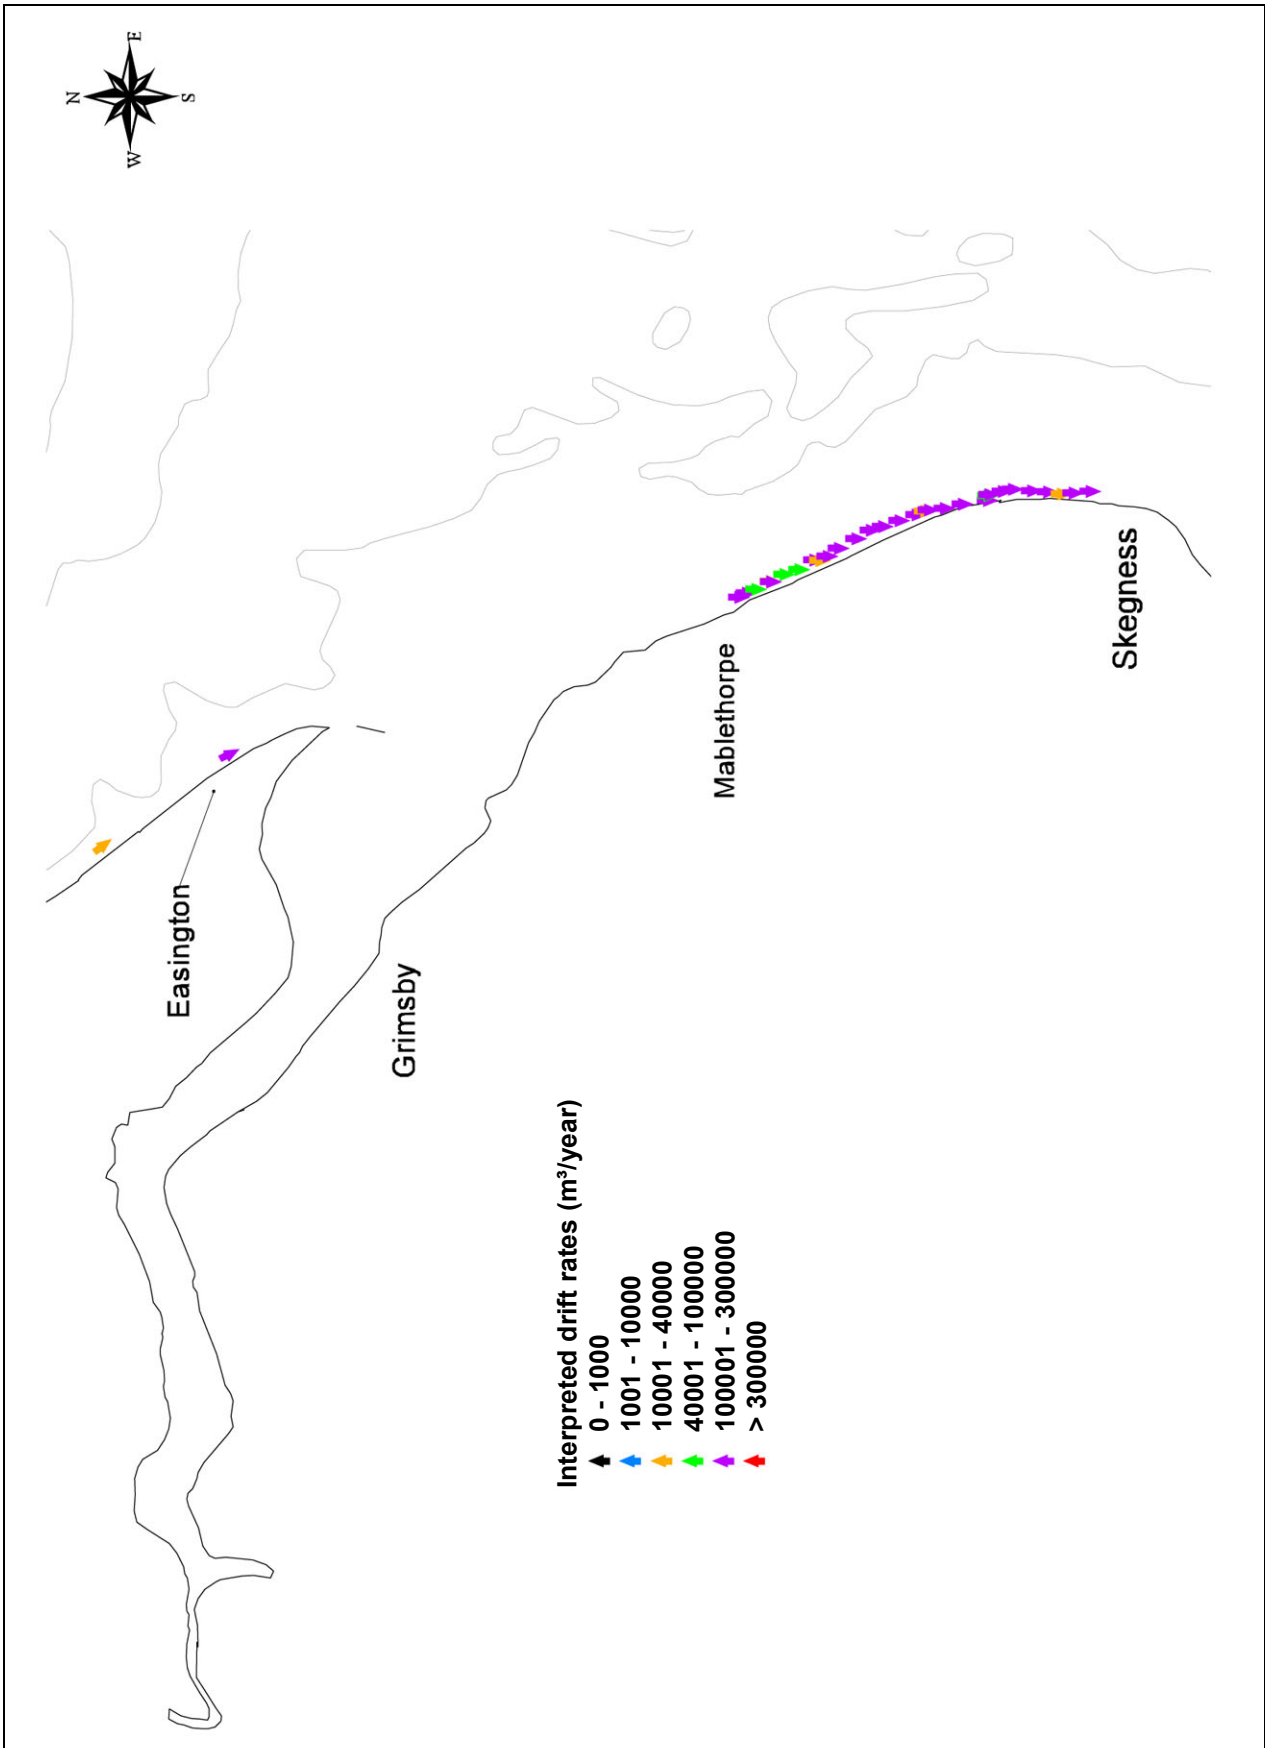 N
E
W
S
Easington
Grimsby
Mablethorpe
Skegness
Interpreted drift rates (m³/year)
0 - 1000
1001 - 10000
10001 - 40000
40001 - 100000
100001 - 300000
> 300000